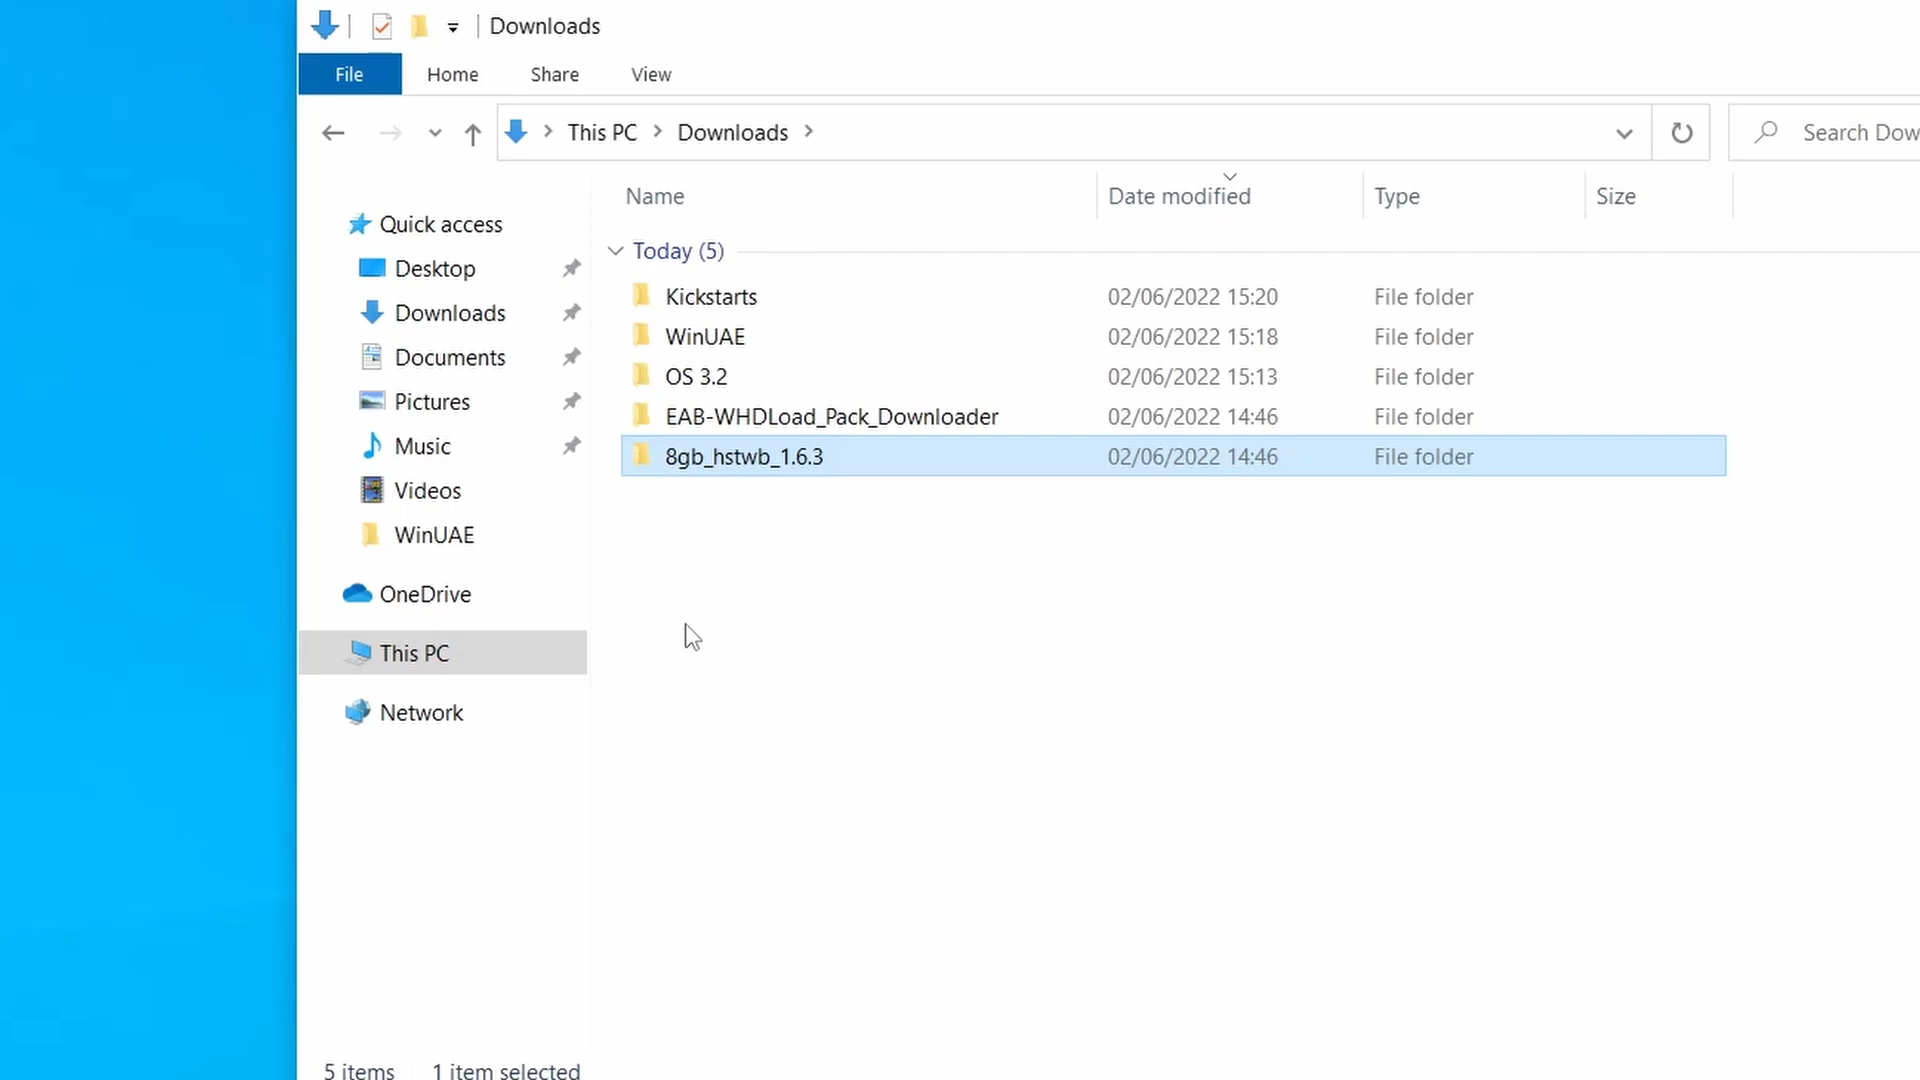 Downloads
File Home Share View
This PC Downloads
Search Dow
Name Date modified Type Size
Quick access
Desktop
Downloads
Documents
Pictures
Music
Videos
WinUAE
OneDrive
This PC
Network
Today (5)
Kickstarts 02/06/2022 15:20 File folder
WinUAE 02/06/2022 15:18 File folder
OS 3.2 02/06/2022 15:13 File folder
EAB-WHDLoad_Pack_Downloader 02/06/2022 14:46 File folder
8gb_hstwb_1.6.3 02/06/2022 14:46 File folder
5 items 1 item selected